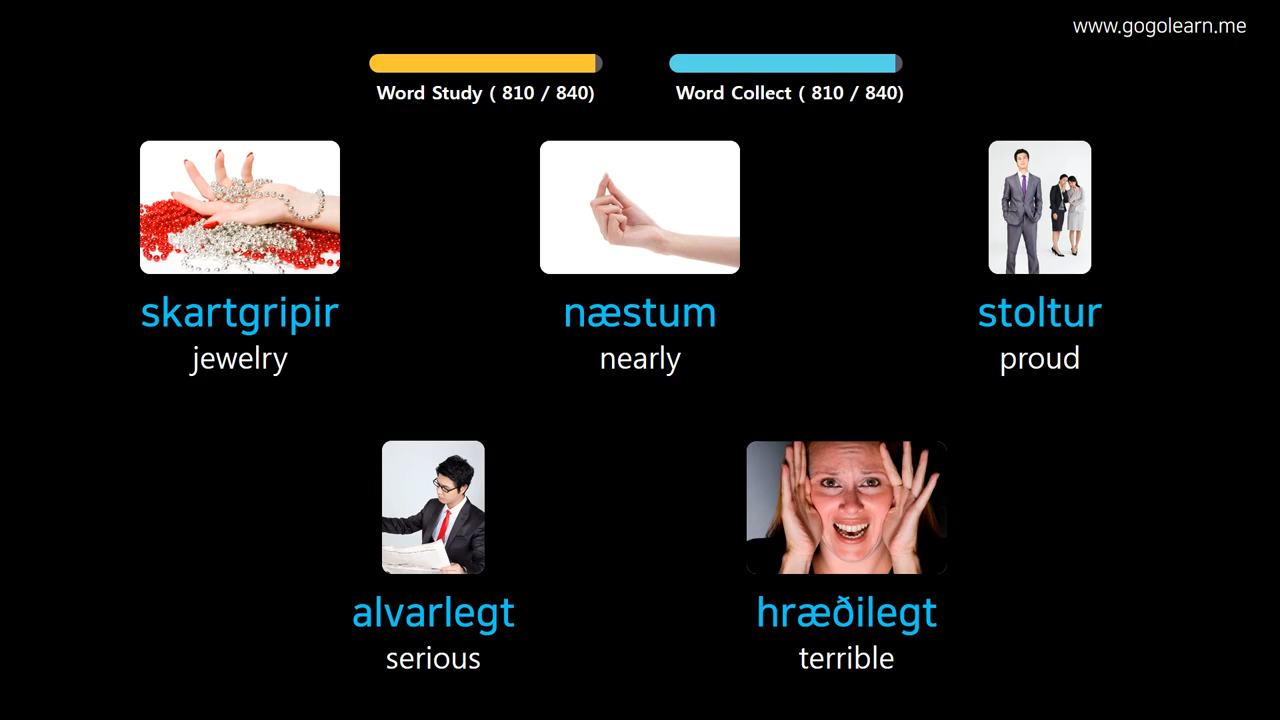 www.gogolearn.me
Word Study ( 810 / 840)
Word Collect ( 810 / 840)
skartgripir
jewelry
næstum
nearly
stoltur
proud
alvarlegt
serious
hræðilegt
terrible